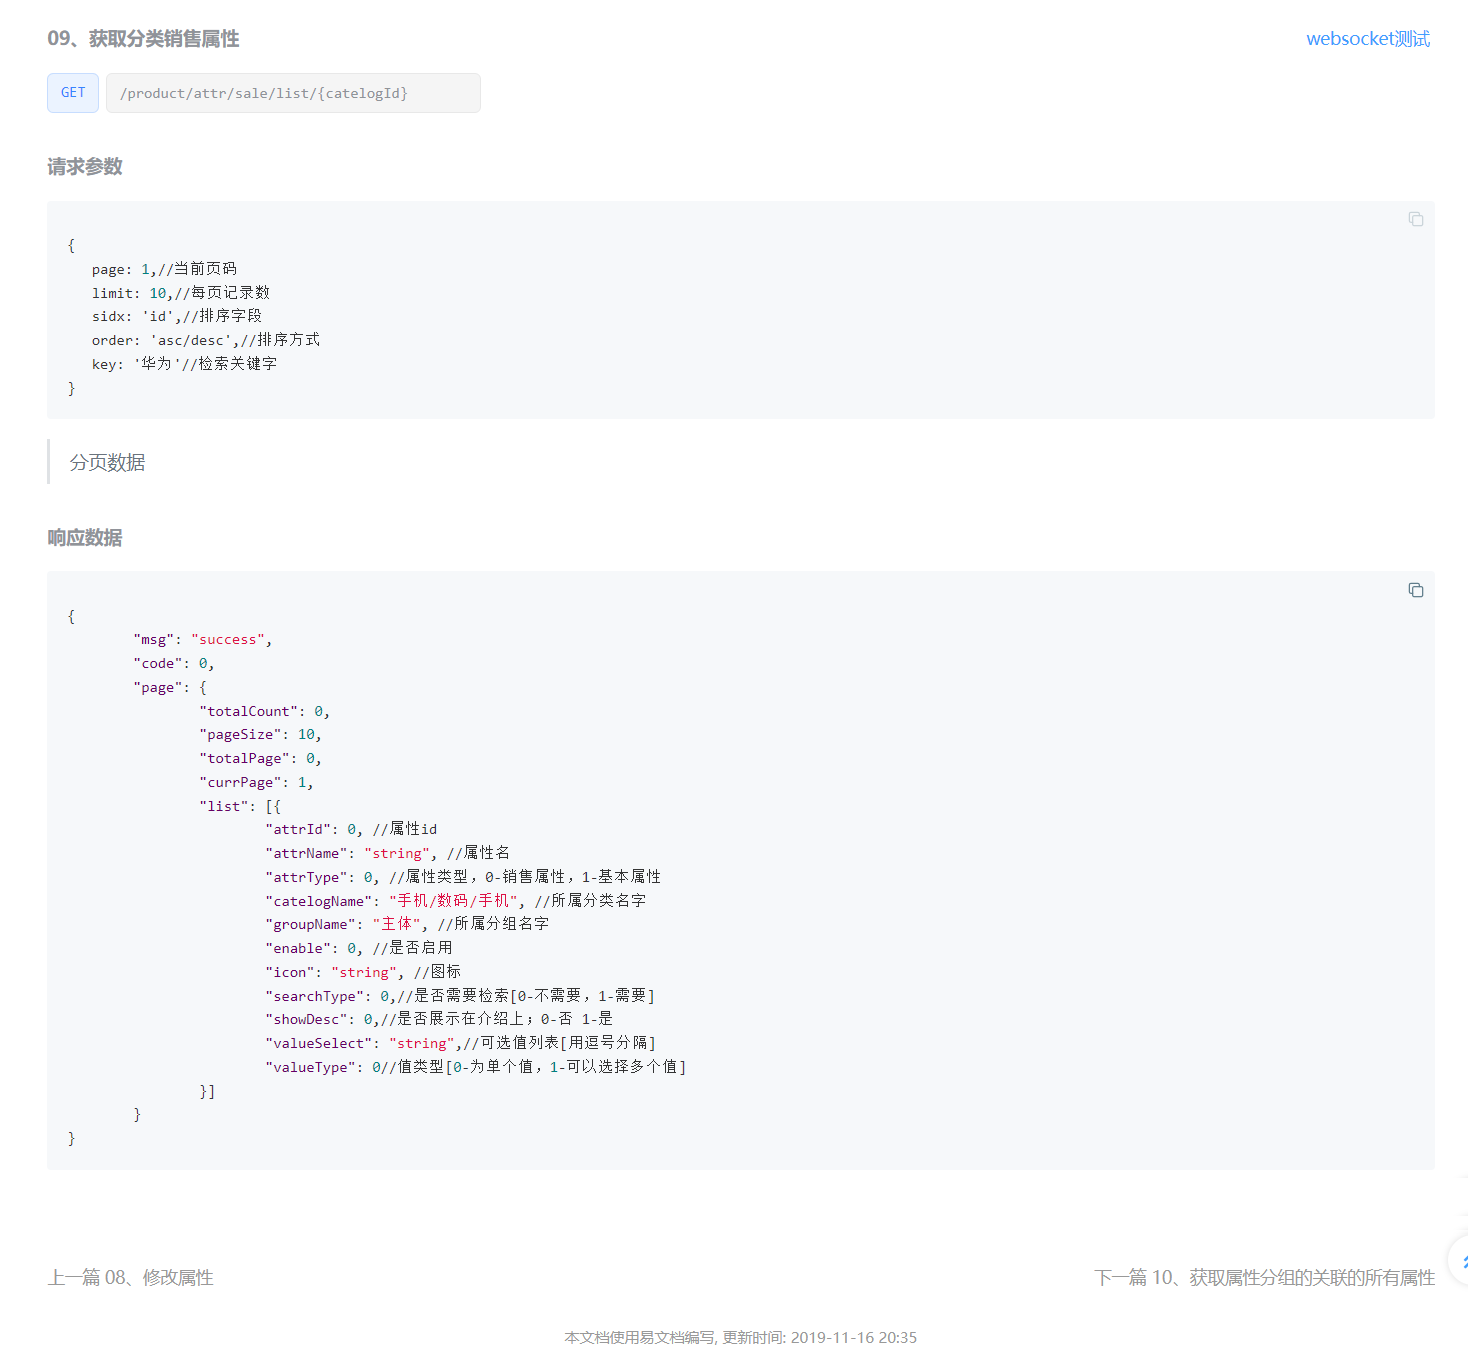 09、获取分类销售属性
websocket测试
GET
/product/attr/sale/list/{catelogId}
请求参数
{
page: 1,//当前页码
limit: 10,//每页记录数
sidx: 'id',//排序字段
order: 'asc/desc',//排序方式
key: '华为'//检索关键字
}
分页数据
响应数据
{
"msg": "success",
"code": 0,
"page": {
"totalCount": 0,
"pageSize": 10,
"totalPage": 0,
"currPage": 1,
"list": [{
"attrId": 0, //属性id
"attrName": "string", //属性名
"attrType": 0, //属性类型，0-销售属性，1-基本属性
"catelogName": "手机/数码/手机", //所属分类名字
"groupName": "主体", //所属分组名字
"enable": 0, //是否启用
"icon": "string", //图标
"searchType": 0,//是否需要检索[0-不需要，1-需要]
"showDesc": 0,//是否展示在介绍上；0-否 1-是
"valueSelect": "string",//可选值列表[用逗号分隔]
"valueType": 0//值类型[0-为单个值，1-可以选择多个值]
}]
}
}
上一篇 08、修改属性
下一篇 10、获取属性分组的关联的所有属性
本文档使用易文档编写, 更新时间: 2019-11-16 20:35